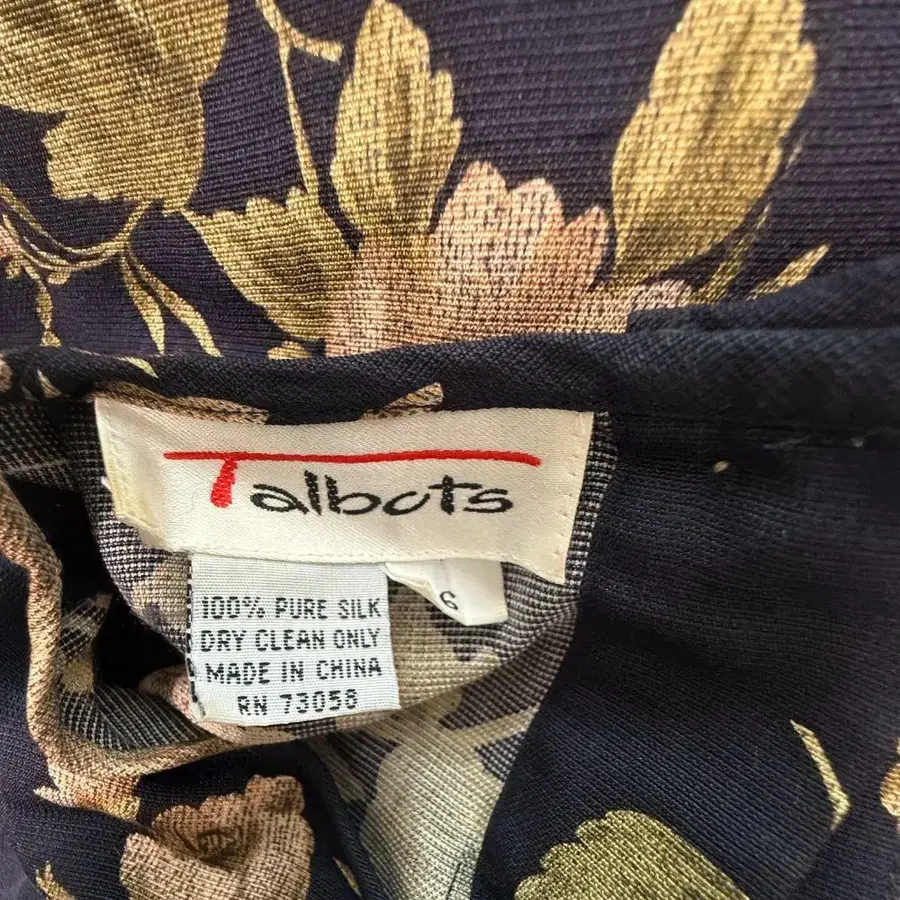 Talbots
6
100% PURE SILK
DRY CLEAN ONLY
MADE IN CHINA
RN 73058